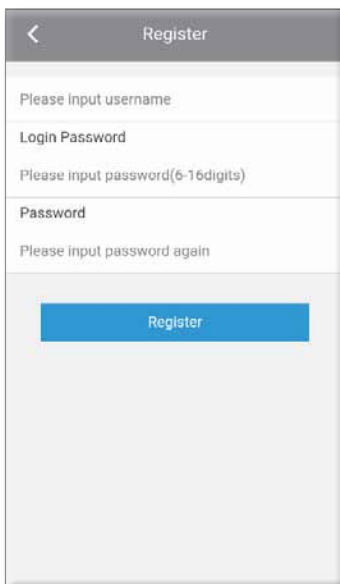 Register
Please input username
Login Password
Please input password(6-16digits)
Password
Please input password again
Register